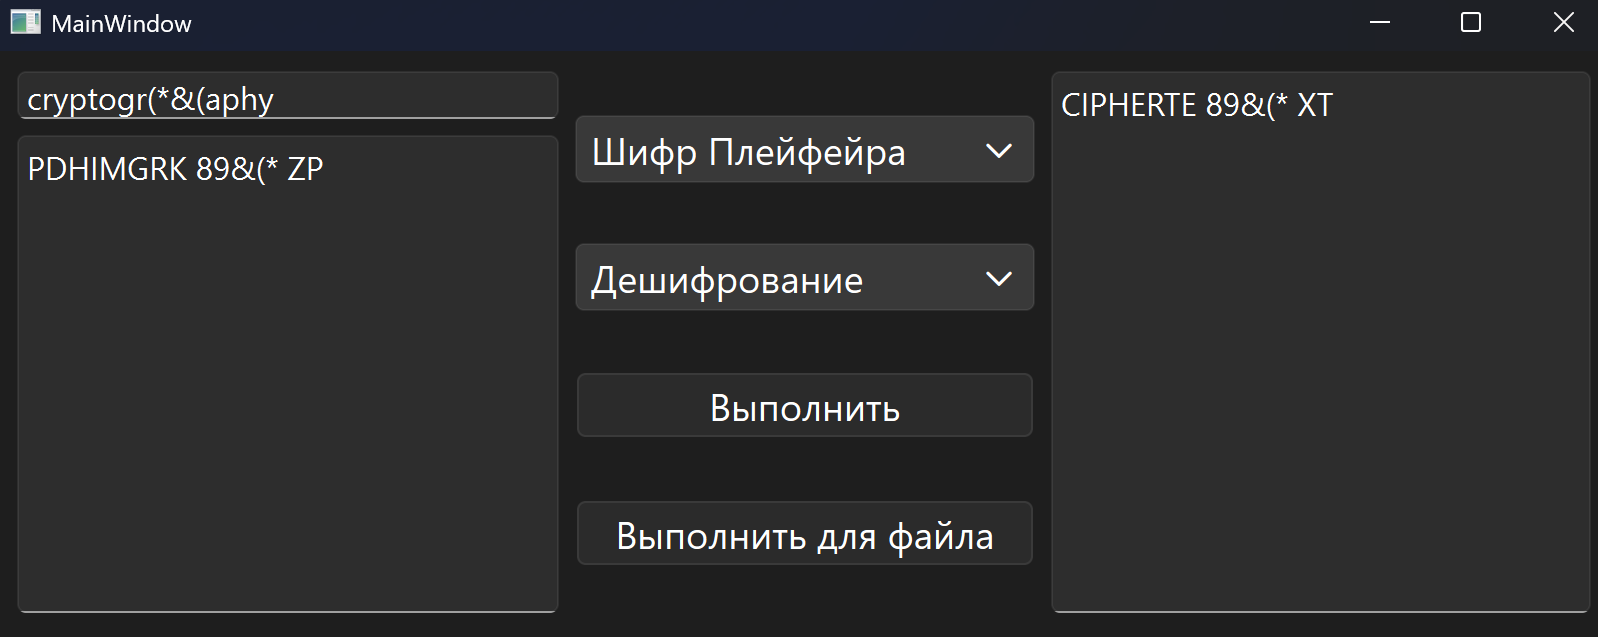 MainWindow
cryptogr(*&(aphy
PDHIMGRK 89&(* ZP
Шифр Плейфейра
Дешифрование
Выполнить
Выполнить для файла
CIPHERTE 89&(* XT